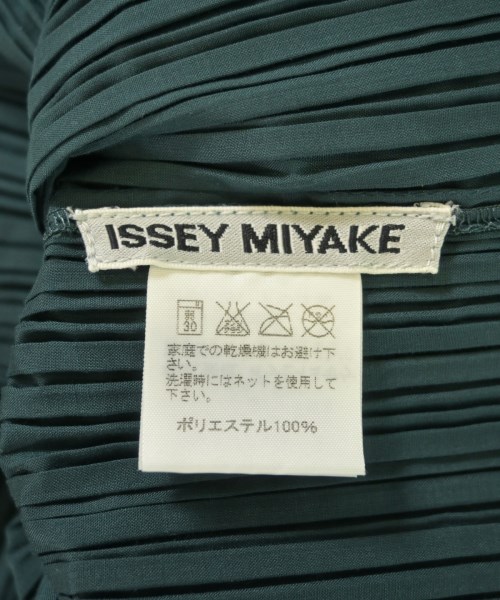 ISSEY MIYAKE
弱
30
家庭での乾燥機はお避け下
さい。
洗濯時にはネットを使用して
下さい。
ポリエステル100%